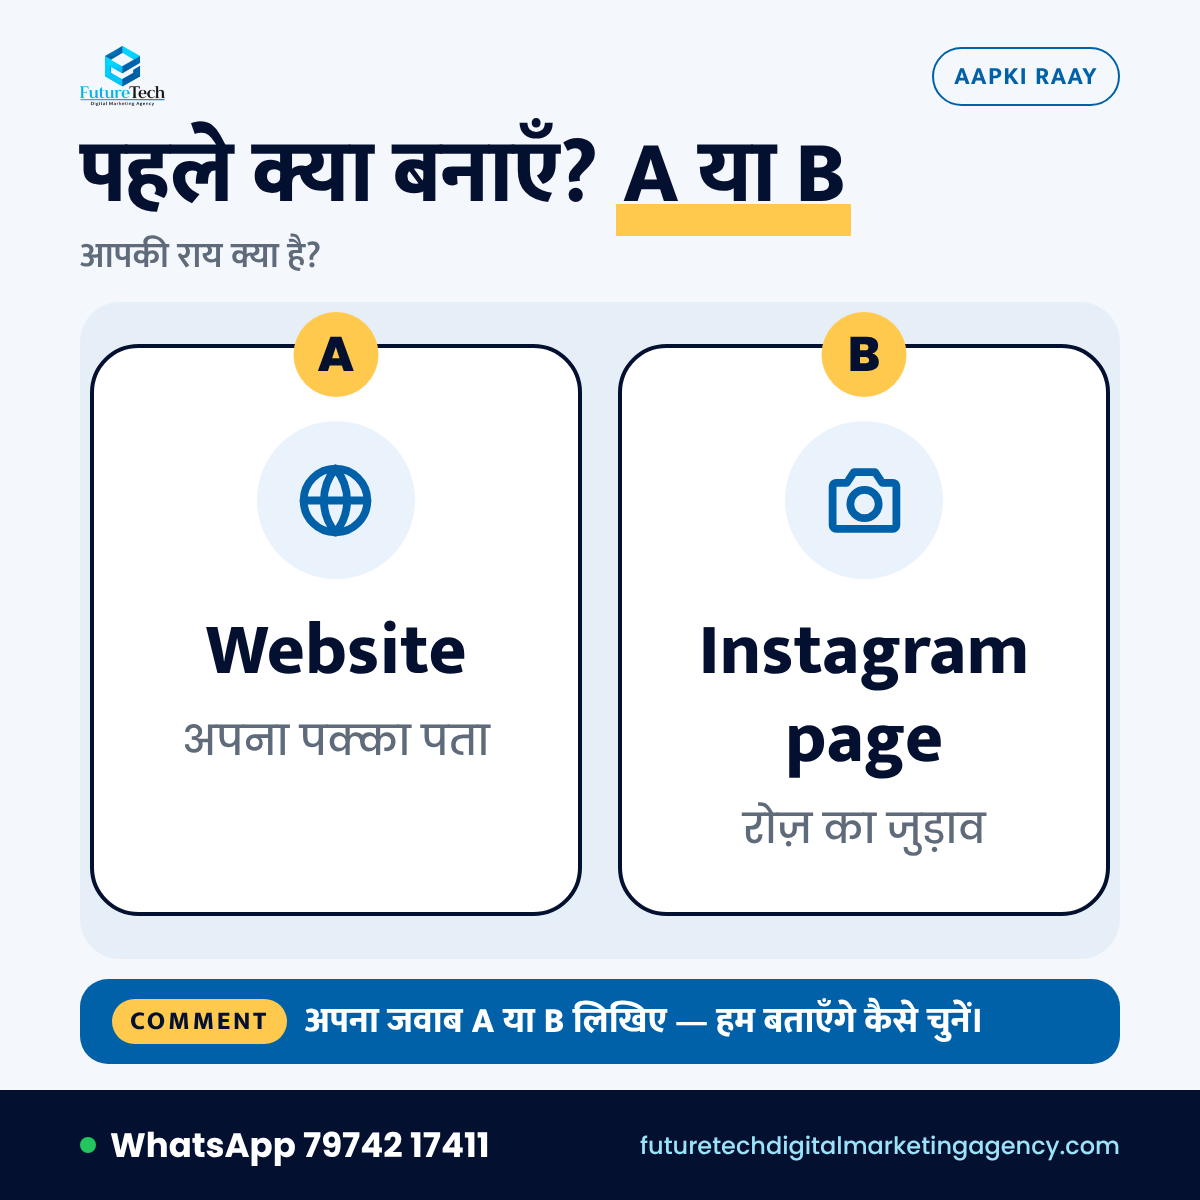 FutureTech
Digital Marketing Agency
AAPKI RAAY
पहले क्या बनाएँ? A या B
आपकी राय क्या है?
A
Website
अपना पक्का पता
B
Instagram
page
रोज़ का जुड़ाव
COMMENT अपना जवाब A या B लिखिए — हम बताएँगे कैसे चुनें।
WhatsApp 79742 17411
futuretechdigitalmarketingagency.com